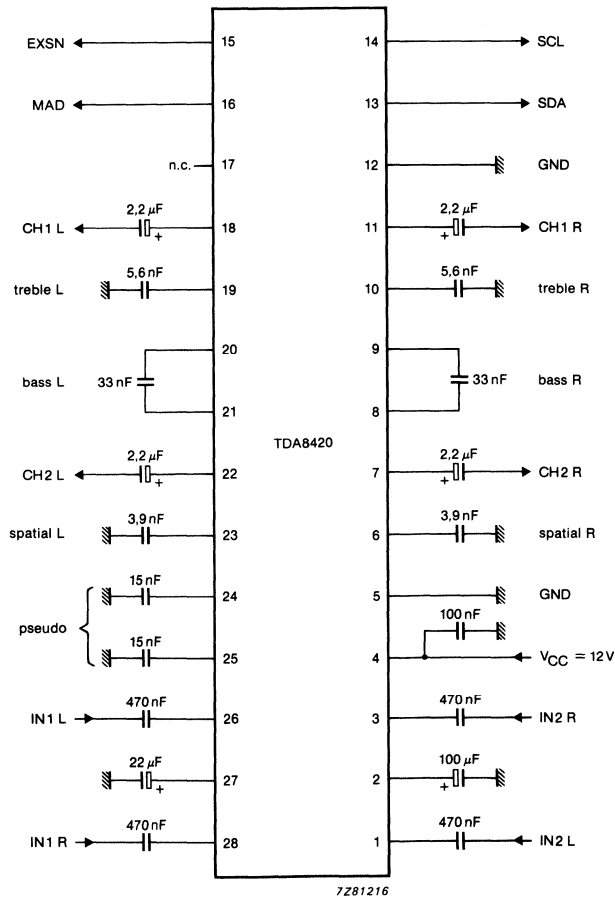 EXSN 15 14 SCL
MAD 16 13 SDA
n.c. 17 12 GND
2,2 μF 2,2 μF
CH1 L + 18 11 + CH1 R
5,6 nF 5,6 nF
treble L 19 10 treble R
20 9
bass L 33 nF 33 nF bass R
21 8
TDA8420
2,2 μF 2,2 μF
CH2 L + 22 7 + CH2 R
3,9 nF 3,9 nF
spatial L 23 6 spatial R
15 nF 24 5 GND
pseudo 100 nF
15 nF 25 4 VCC = 12 V
470 nF 470 nF
IN1 L 26 3 IN2 R
22 μF 100 μF
+ 27 2 +
470 nF 470 nF
IN1 R 28 1 IN2 L
7Z81216